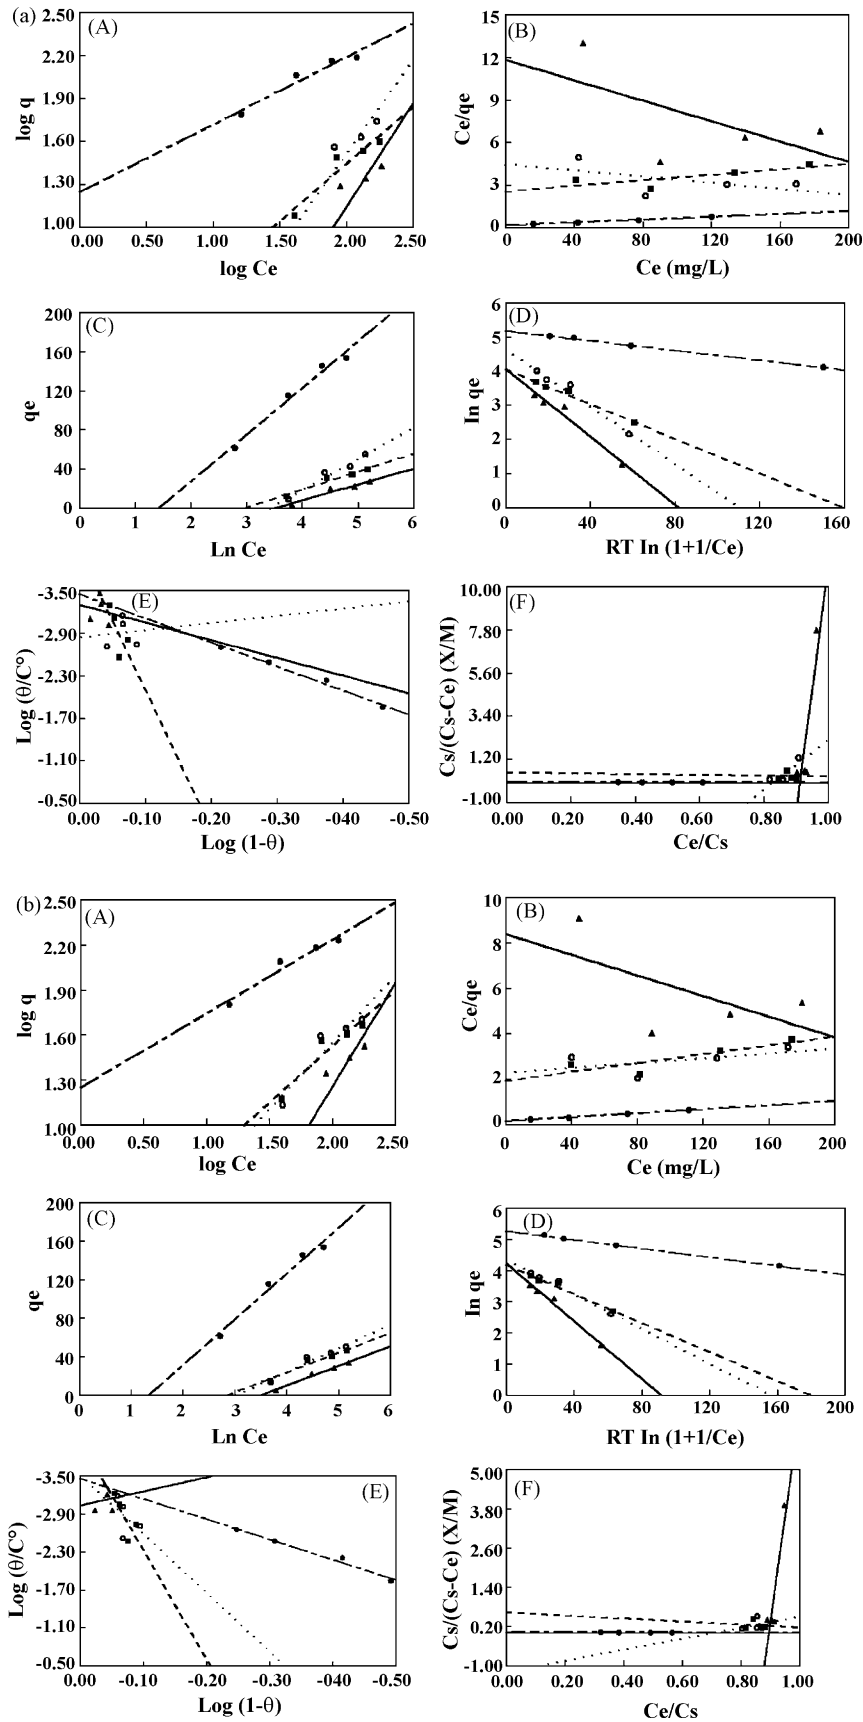 (a)
(A)
2.50
2.20
1.90
1.60
1.30
1.00
log q
0.00 0.50 1.00 1.50 2.00 2.50
log Ce
(B)
15
12
9
6
3
0
Ce/qe
0 40 80 120 160 200
Ce (mg/L)
(C)
200
160
120
80
40
0
qe
0 1 2 3 4 5 6
Ln Ce
(D)
6
5
4
3
2
1
0
In qe
0 40 80 120 160
RT In (1+1/Ce)
(E)
-3.50
-2.90
-2.30
-1.70
-1.10
-0.50
Log (θ/C°)
0.00 -0.10 -0.20 -0.30 -040 -0.50
Log (1-θ)
(F)
10.00
7.80
5.60
3.40
1.20
-1.00
Cs/(Cs-Ce) (X/M)
0.00 0.20 0.40 0.60 0.80 1.00
Ce/Cs
(b)
(A)
2.50
2.20
1.90
1.60
1.30
1.00
log q
0.00 0.50 1.00 1.50 2.00 2.50
log Ce
(B)
10
8
6
4
2
0
Ce/qe
0 40 80 120 160 200
Ce (mg/L)
(C)
200
160
120
80
40
0
qe
0 1 2 3 4 5 6
Ln Ce
(D)
6
5
4
3
2
1
0
In qe
0 40 80 120 160 200
RT In (1+1/Ce)
(E)
-3.50
-2.90
-2.30
-1.70
-1.10
-0.50
Log (θ/C°)
0.00 -0.10 -0.20 -0.30 -0.40 -0.50
Log (1-θ)
(F)
5.00
3.80
2.60
1.40
0.20
-1.00
Cs/(Cs-Ce) (X/M)
0.00 0.20 0.40 0.60 0.80 1.00
Ce/Cs